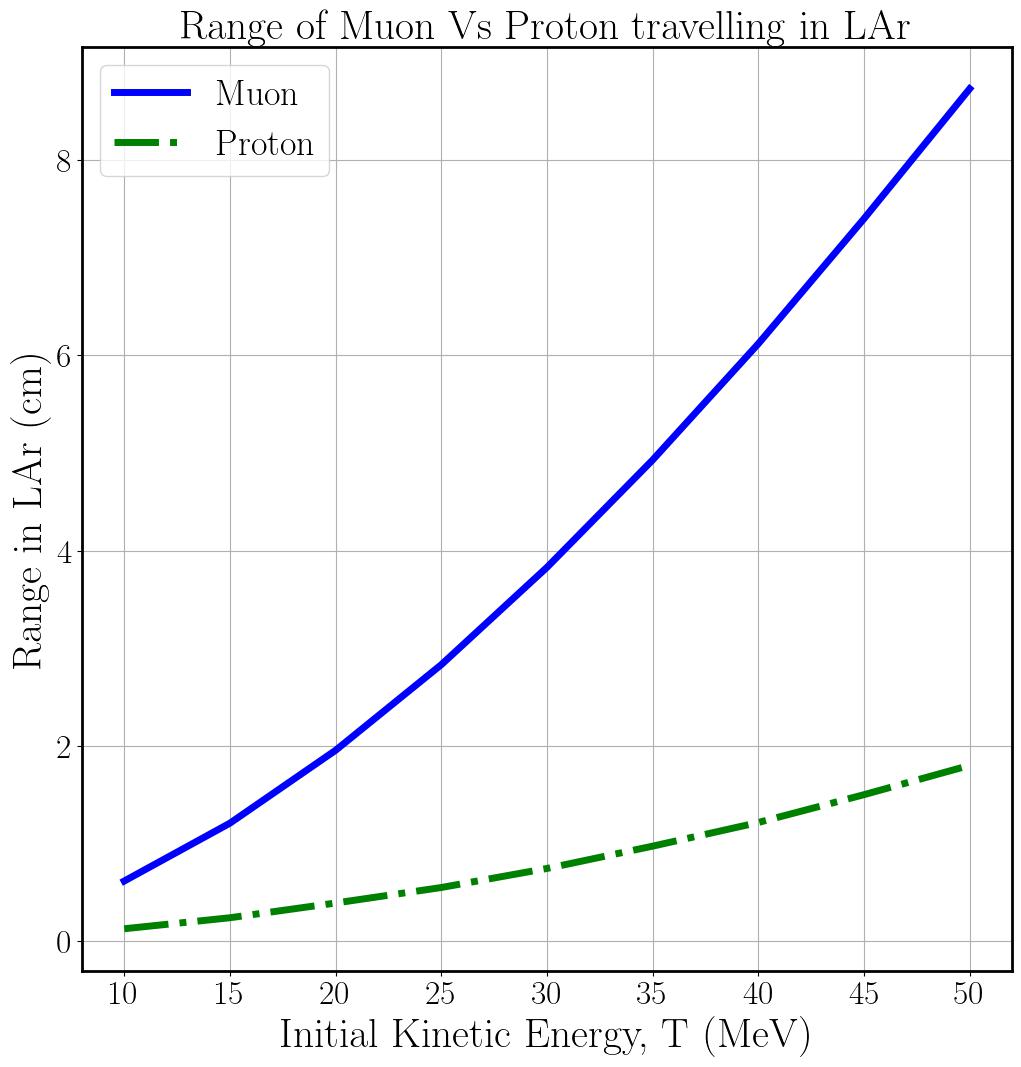 Range of Muon Vs Proton travelling in LAr
Muon
Proton
8
6
4
2
0
Range in LAr (cm)
10 15 20 25 30 35 40 45 50
Initial Kinetic Energy, T (MeV)